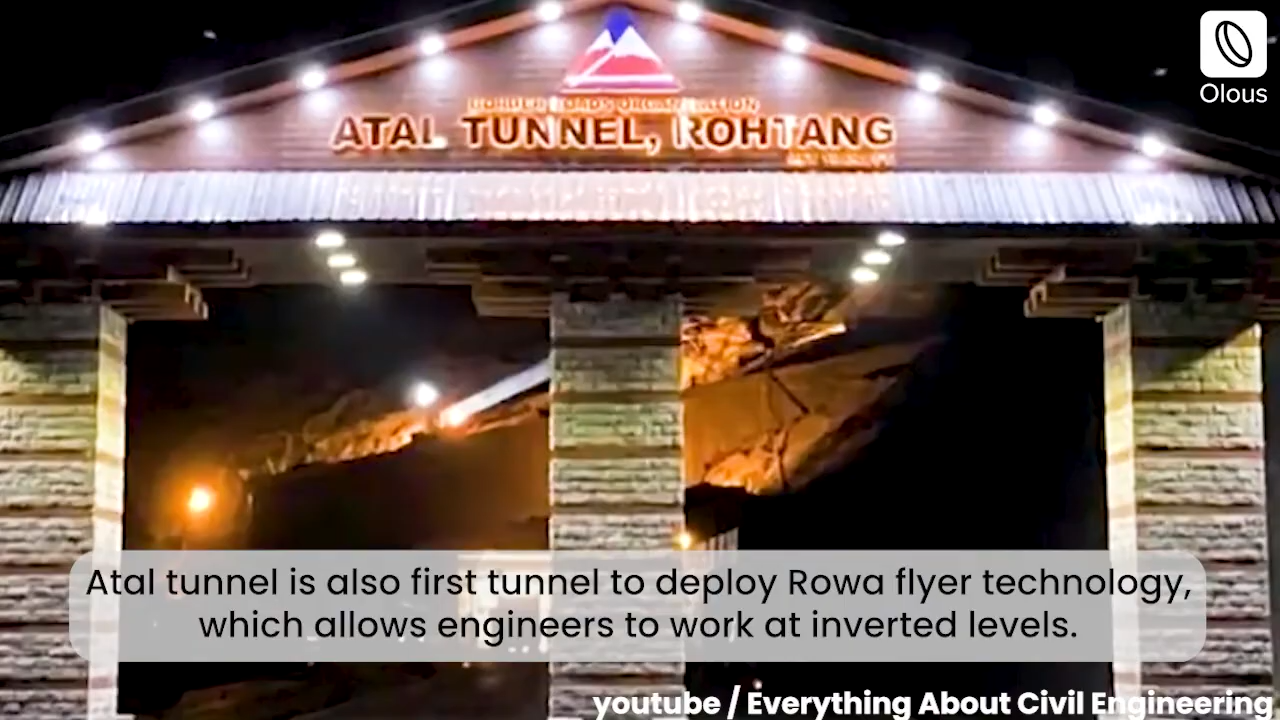 Olous
BORDER ROADS ORGANISATION
ATAL TUNNEL, ROHTANG
Atal tunnel is also first tunnel to deploy Rowa flyer technology,
which allows engineers to work at inverted levels.
youtube / Everything About Civil Engineering